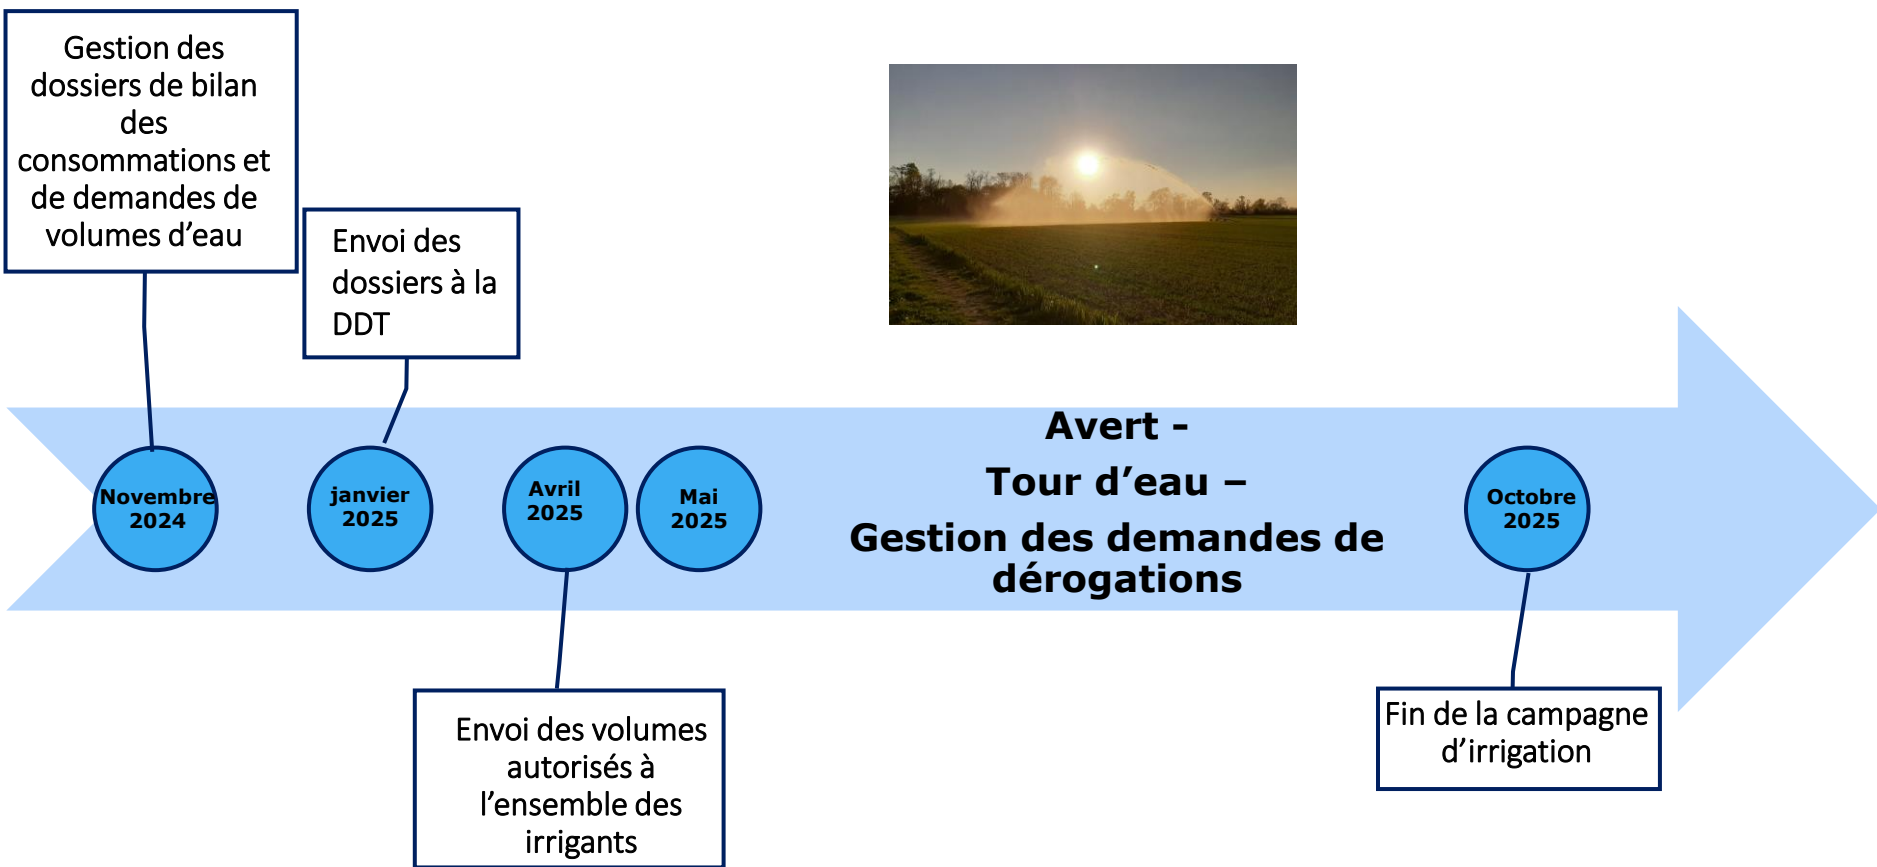 Gestion des
dossiers de bilan
des
consommations et
de demandes de
volumes d’eau
Envoi des
dossiers à la
DDT
Novembre
2024
janvier
2025
Avril
2025
Mai
2025
Avert -
Tour d’eau –
Gestion des demandes de
dérogations
Octobre
2025
Envoi des volumes
autorisés à
l’ensemble des
irrigants
Fin de la campagne
d’irrigation